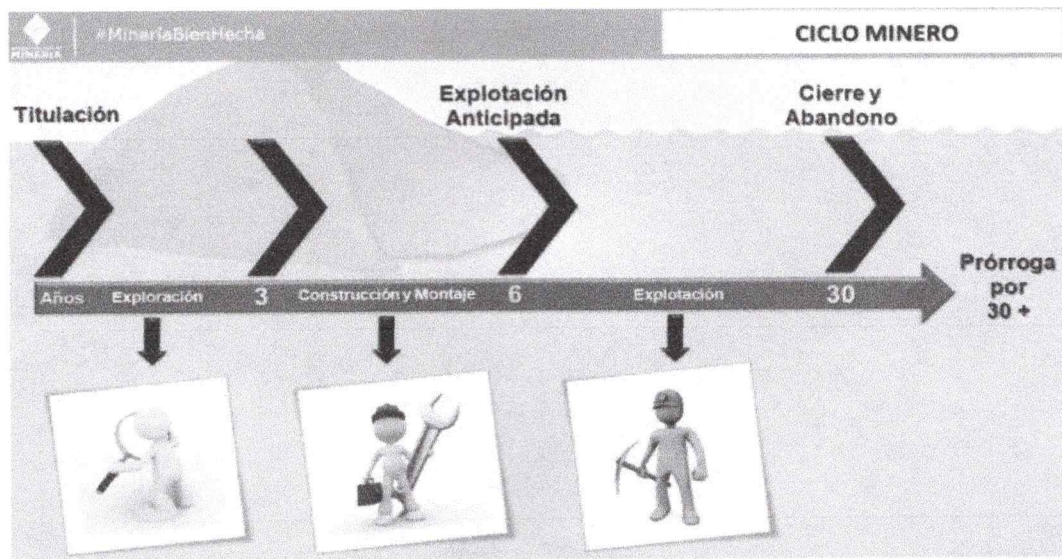 MINERÍA
#MineríaBienHecha
CICLO MINERO
Titulación
Explotación
Anticipada
Cierre y
Abandono
Años
Exploración
3
Construcción y Montaje
6
Explotación
30
Prórroga
por
30 +